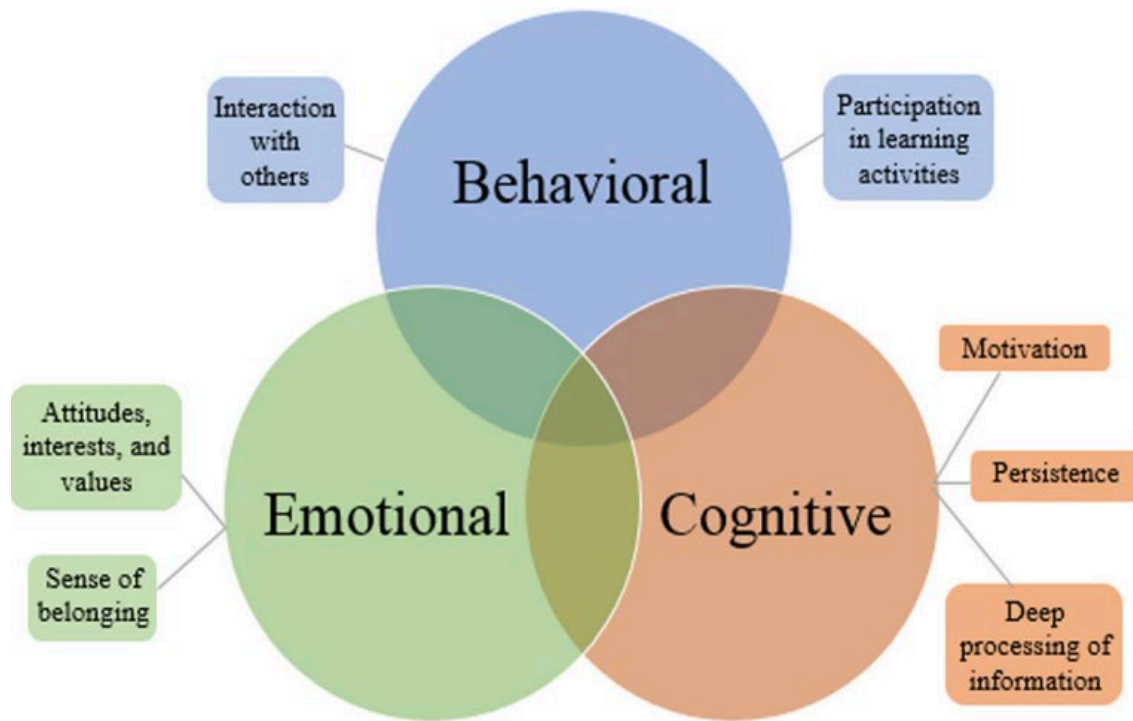 Interaction
with
others
Behavioral
Participation
in learning
activities
Attitudes,
interests, and
values
Sense of
belonging
Emotional
Cognitive
Motivation
Persistence
Deep
processing of
information